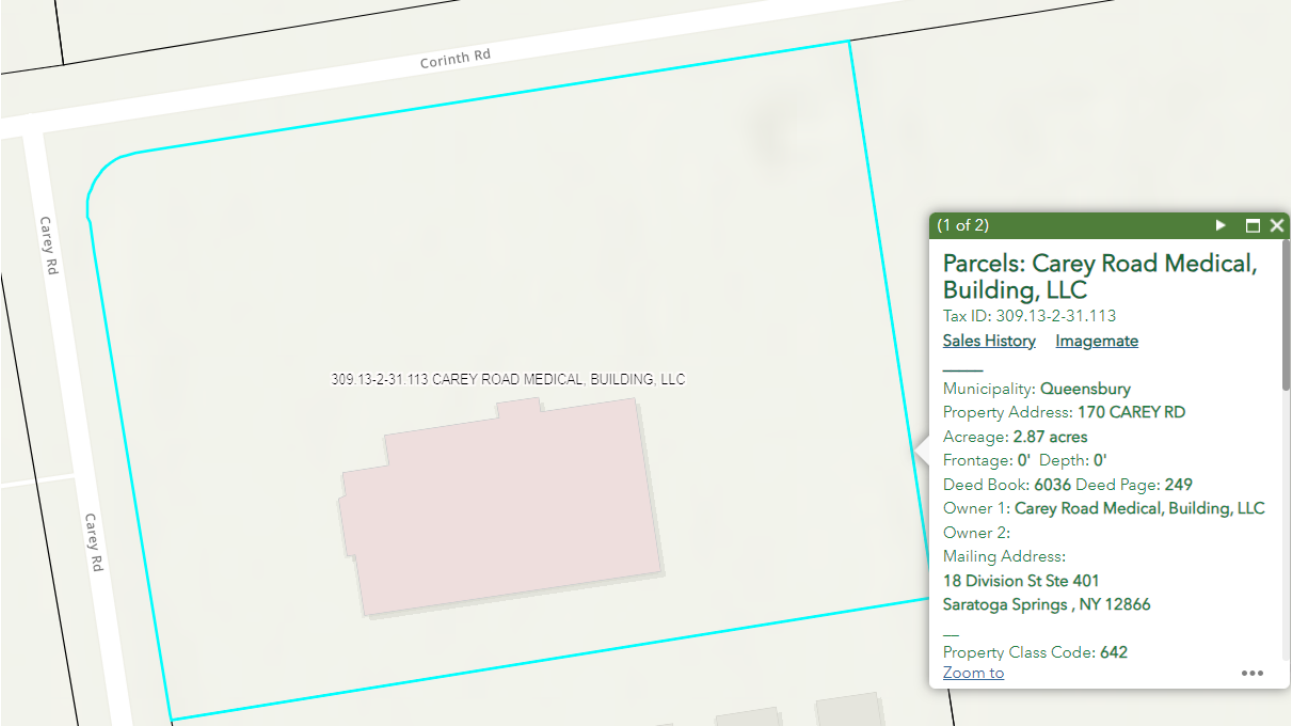 Corinth Rd
Carey Rd
309.13-2-31.113 CAREY ROAD MEDICAL, BUILDING, LLC
Carey Rd
(1 of 2)
Parcels: Carey Road Medical,
Building, LLC
Tax ID: 309.13-2-31.113
Sales History Imagemate
Municipality: Queensbury
Property Address: 170 CAREY RD
Acreage: 2.87 acres
Frontage: 0' Depth: 0'
Deed Book: 6036 Deed Page: 249
Owner 1: Carey Road Medical, Building, LLC
Owner 2:
Mailing Address:
18 Division St Ste 401
Saratoga Springs , NY 12866
Property Class Code: 642
Zoom to